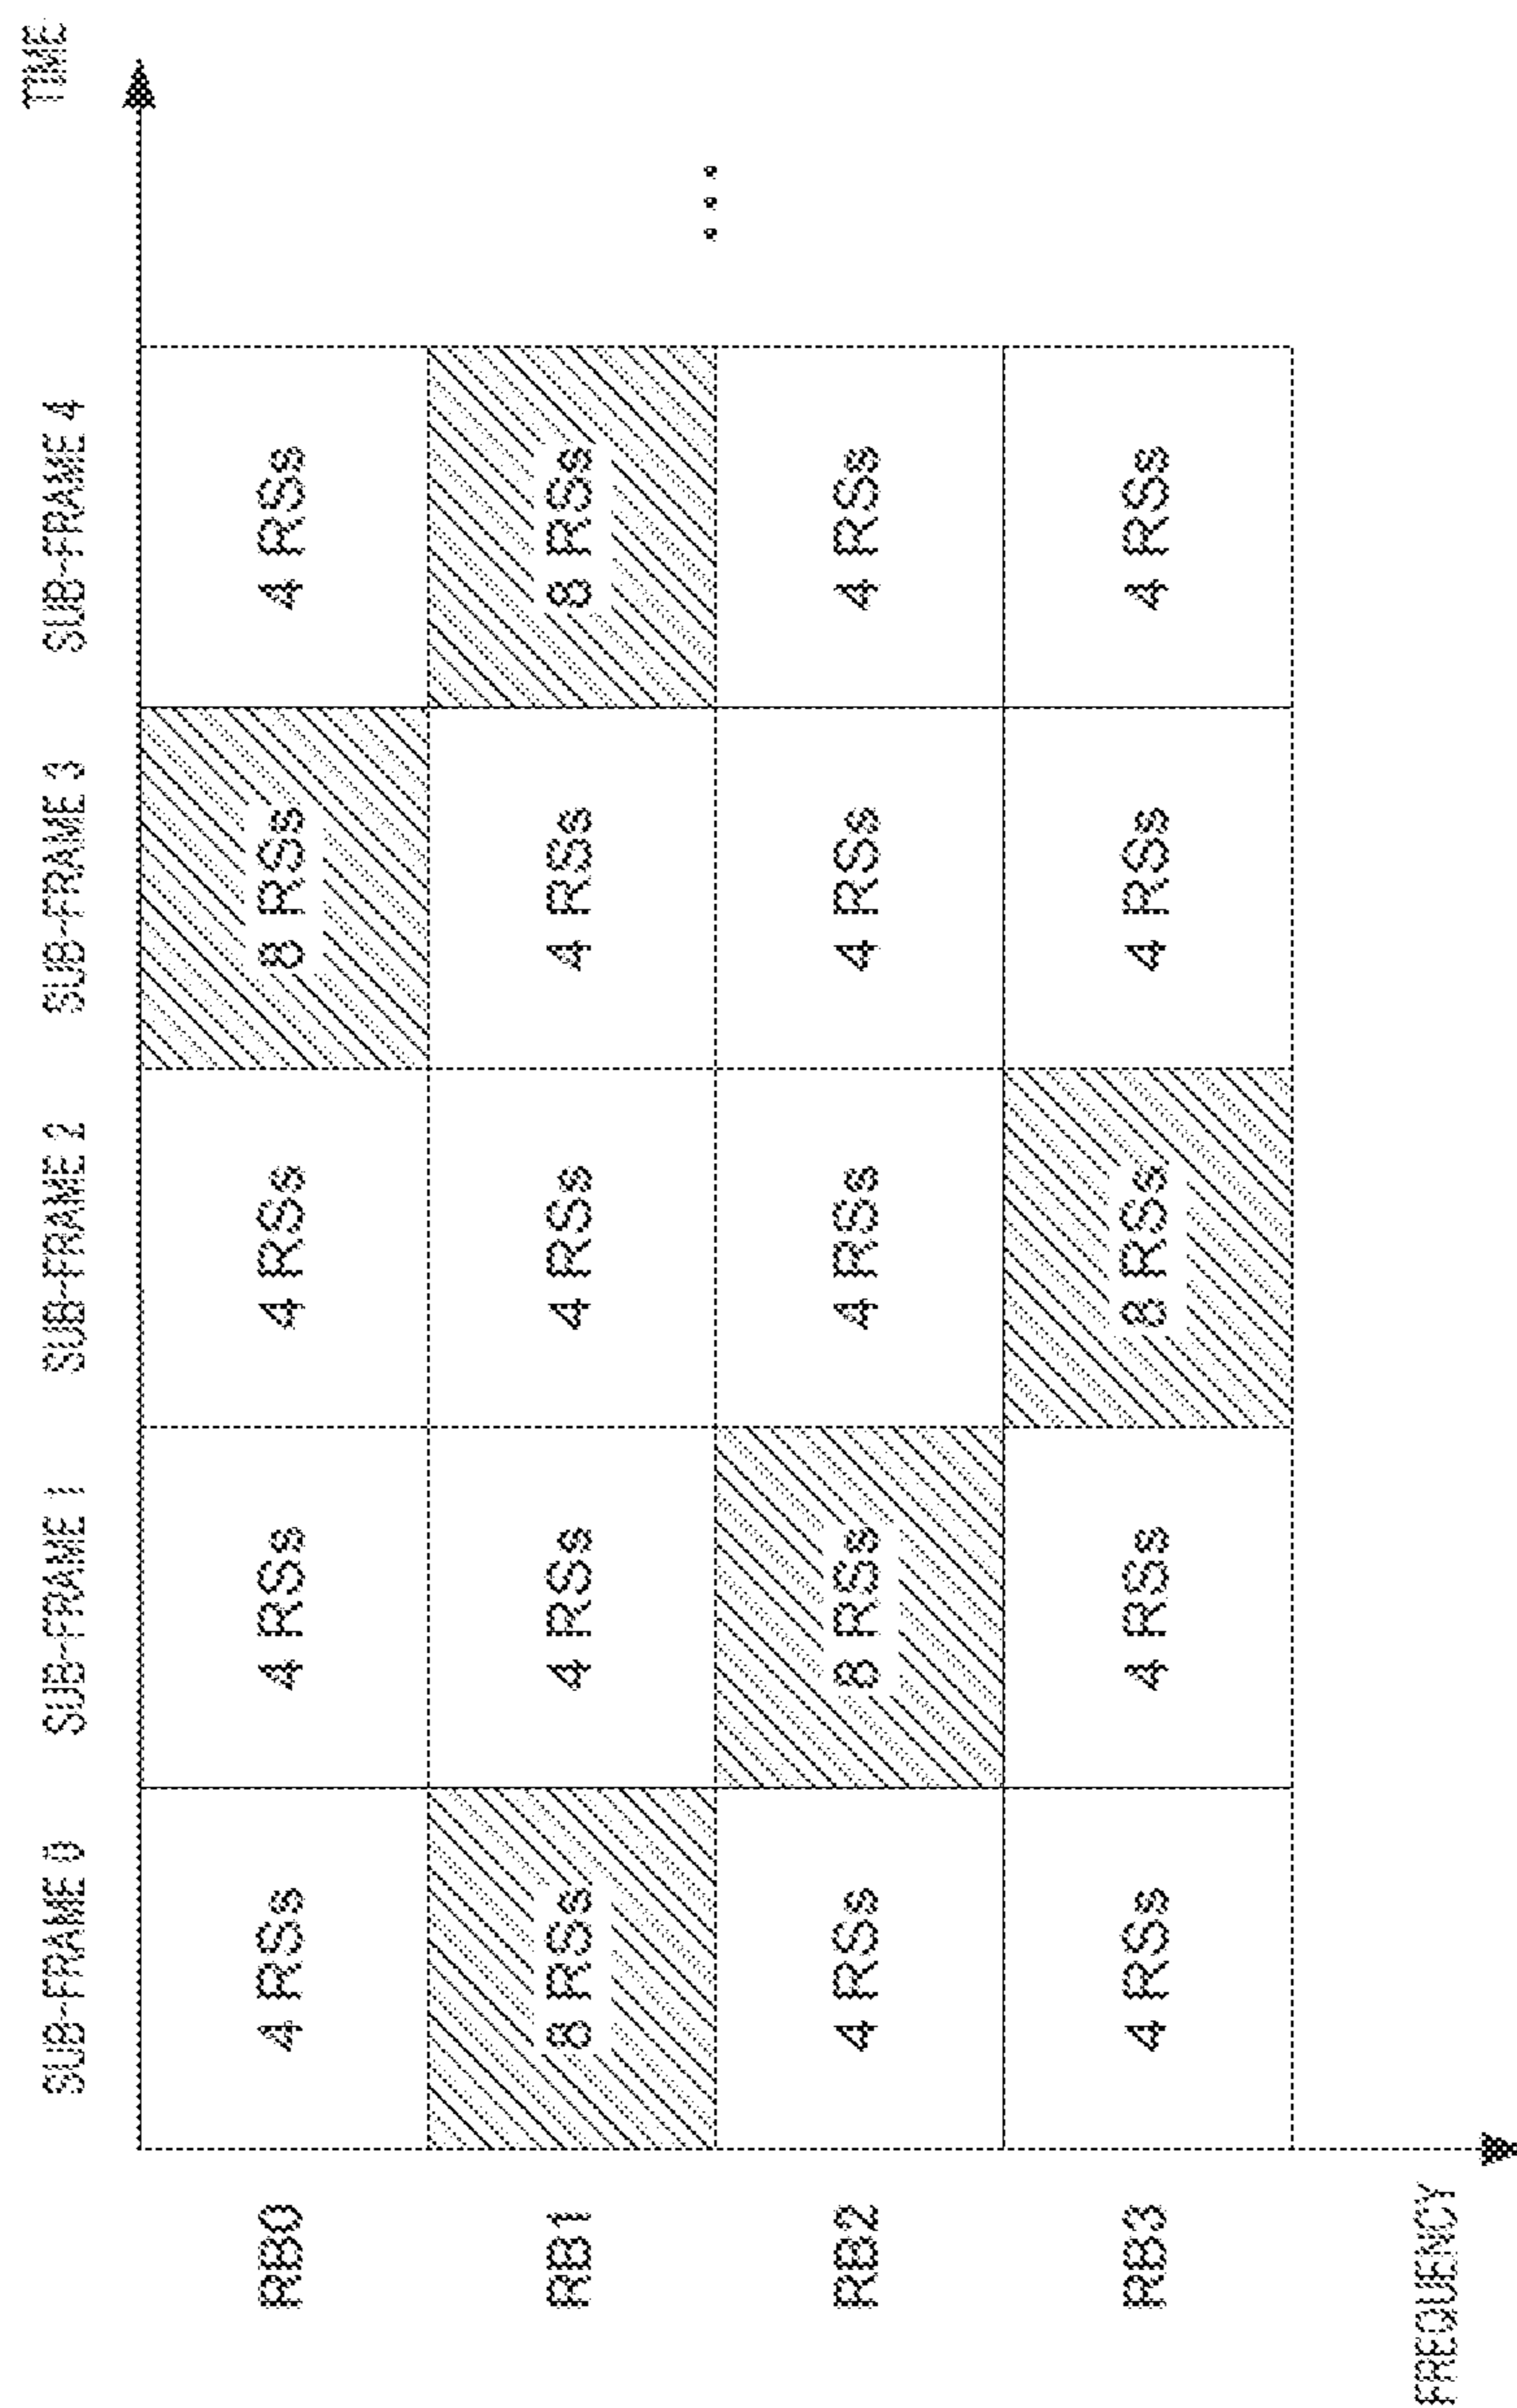 TIME
SUB-FRAME 0 SUB-FRAME 1 SUB-FRAME 2 SUB-FRAME 3 SUB-FRAME 4
RB0 4 RSs 4 RSs 4 RSs 8 RSs 4 RSs
RB1 8 RSs 4 RSs 4 RSs 4 RSs 8 RSs
RB2 4 RSs 8 RSs 4 RSs 4 RSs 4 RSs
RB3 4 RSs 4 RSs 8 RSs 4 RSs 4 RSs
FREQUENCY